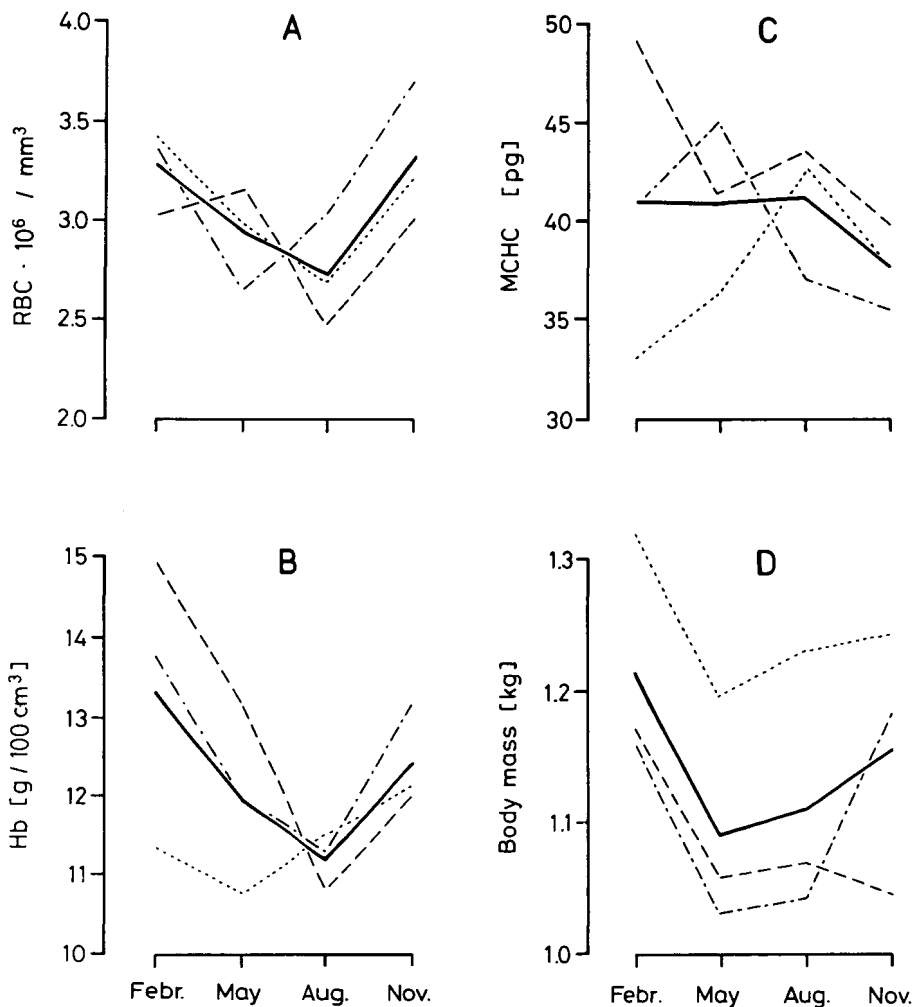 A
RBC · 10⁶ / mm³
4.0
3.5
3.0
2.5
2.0
C
MCHC [pg]
50
45
40
35
30
B
Hb [g / 100 cm³]
15
14
13
12
11
10
Febr. May Aug. Nov.
D
Body mass [kg]
1.3
1.2
1.1
1.0
Febr. May Aug. Nov.